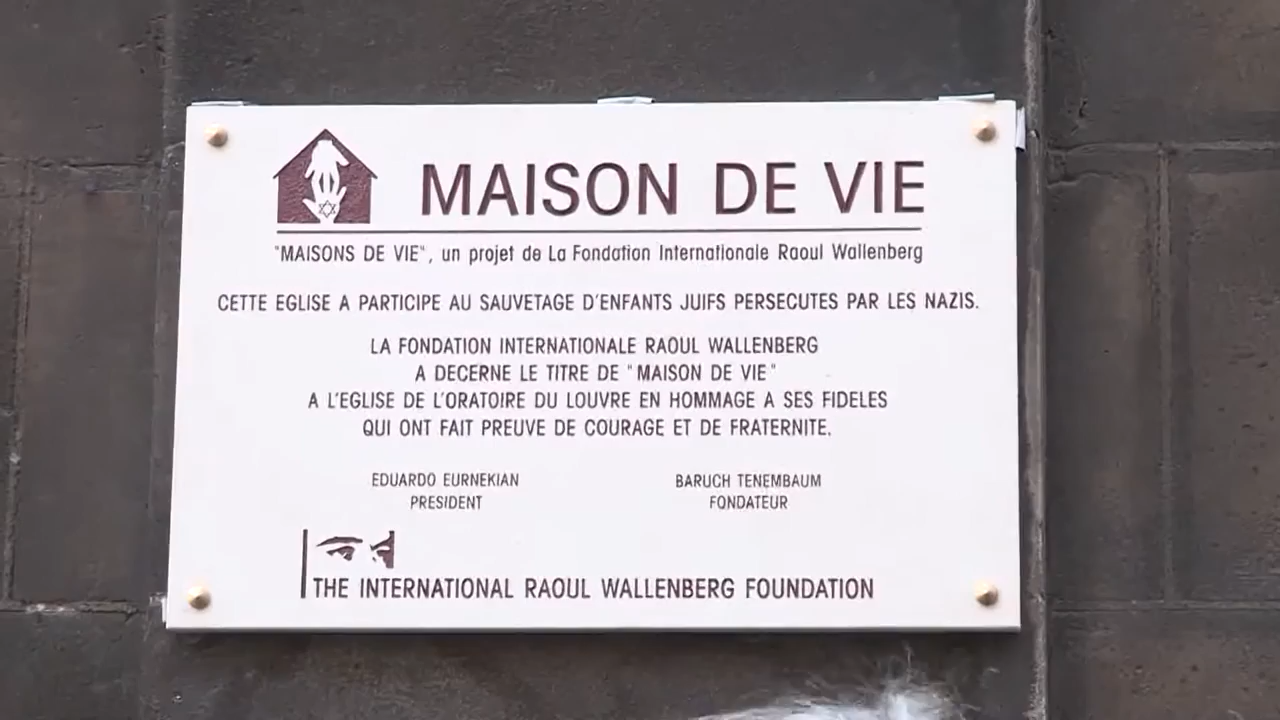 MAISON DE VIE
"MAISONS DE VIE", un projet de La Fondation Internationale Raoul Wallenberg
CETTE EGLISE A PARTICIPE AU SAUVETAGE D'ENFANTS JUIFS PERSECUTES PAR LES NAZIS.
LA FONDATION INTERNATIONALE RAOUL WALLENBERG
A DECERNE LE TITRE DE "MAISON DE VIE"
A L'EGLISE DE L'ORATOIRE DU LOUVRE EN HOMMAGE A SES FIDELES
QUI ONT FAIT PREUVE DE COURAGE ET DE FRATERNITE.
EDUARDO EURNEKIAN
PRESIDENT
BARUCH TENEMBAUM
FONDATEUR
THE INTERNATIONAL RAOUL WALLENBERG FOUNDATION